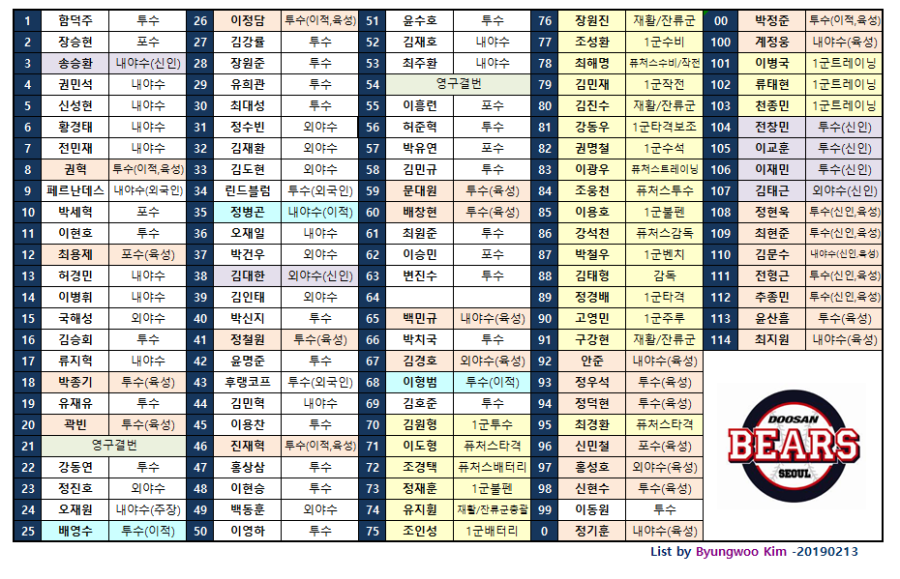 1 함덕주 투수 26 이정담 투수(이적,육성) 51 윤수호 투수 76 장원진 재활/잔류군 00 박정준 투수(이적,육성)
2 장승현 포수 27 김강률 투수 52 김재호 내야수 77 조성환 1군수비 100 계정웅 내야수(육성)
3 송승환 내야수(신인) 28 장원준 투수 53 최주환 내야수 78 최해명 퓨처스수비/작전 101 이병국 1군트레이닝
4 권민석 내야수 29 유희관 투수 54 영구결번 79 김민재 1군작전 102 류태현 1군트레이닝
5 신성현 내야수 30 최대성 투수 55 이흥련 포수 80 김진수 재활/잔류군 103 천종민 1군트레이닝
6 황경태 내야수 31 정수빈 외야수 56 허준혁 투수 81 강동우 1군타격보조 104 전창민 투수(신인)
7 전민재 내야수 32 김재환 외야수 57 박유연 포수 82 권명철 1군수석 105 이교훈 투수(신인)
8 권혁 투수(이적,육성) 33 김도현 외야수 58 김민규 투수 83 이광우 퓨처스트레이닝 106 이재민 투수(신인)
9 페르난데스 내야수(외국인) 34 린드블럼 투수(외국인) 59 문대원 투수(육성) 84 조웅천 퓨처스투수 107 김태근 외야수(신인)
10 박세혁 포수 35 정병곤 내야수(이적) 60 배창현 투수(육성) 85 이용호 1군불펜 108 정현욱 투수(신인,육성)
11 이현호 투수 36 오재일 내야수 61 최원준 투수 86 강석천 퓨처스감독 109 최현준 투수(신인,육성)
12 최용제 포수(육성) 37 박건우 외야수 62 이승민 포수 87 박철우 1군벤치 110 김문수 내야수(신인,육성)
13 허경민 내야수 38 김대한 외야수(신인) 63 변진수 투수 88 김태형 감독 111 전형근 투수(신인,육성)
14 이병휘 내야수 39 김인태 외야수 64 89 정경배 1군타격 112 추종민 투수(신인,육성)
15 국해성 외야수 40 박신지 투수 65 백민규 내야수(육성) 90 고영민 1군주루 113 윤산흠 투수(육성)
16 김승회 투수 41 정철원 투수(육성) 66 박치국 투수 91 구강현 재활/잔류군 114 최지원 내야수(육성)
17 류지혁 내야수 42 윤명준 투수 67 김경호 외야수(육성) 92 안준 내야수(육성)
18 박종기 투수(육성) 43 후랭코프 투수(외국인) 68 이형범 투수(이적) 93 정우석 투수(육성)
19 유재유 투수 44 김민혁 내야수 69 김호준 투수 94 정덕현 투수(육성)
20 곽빈 투수(육성) 45 이용찬 투수 70 김원형 1군투수 95 최경환 퓨처스타격
21 영구결번 46 진재혁 투수(이적,육성) 71 이도형 퓨처스타격 96 신민철 포수(육성)
22 강동연 투수 47 홍상삼 투수 72 조경택 퓨처스배터리 97 홍성호 외야수(육성)
23 정진호 외야수 48 이현승 투수 73 정재훈 1군불펜 98 신현수 투수(육성)
24 오재원 내야수(주장) 49 백동훈 외야수 74 유지훤 재활/잔류군총괄 99 이동원 투수
25 배영수 투수(이적) 50 이영하 투수 75 조인성 1군배터리 0 정기훈 내야수(육성)
DOOSAN
BEARS
SEOUL
List by Byungwoo Kim -20190213